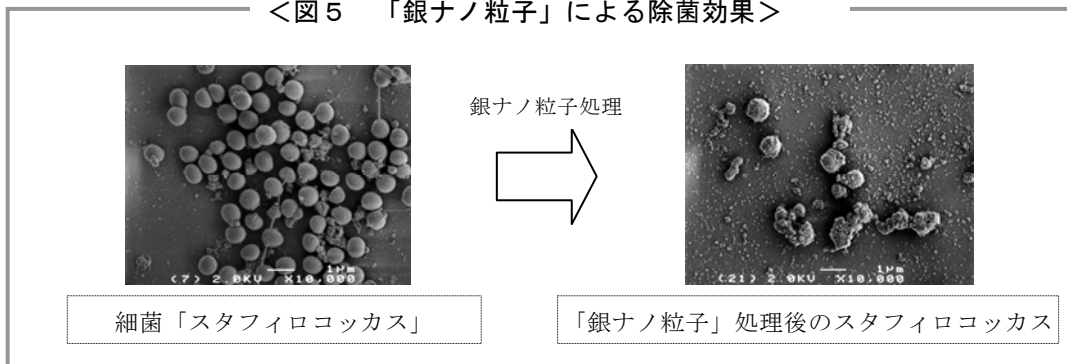 ＜図５　「銀ナノ粒子」による除菌効果＞
銀ナノ粒子処理
(7) 2.0KV X10,000 1μm
(21) 2.0KV X10,000 1μm
細菌「スタフィロコッカス」
「銀ナノ粒子」処理後のスタフィロコッカス